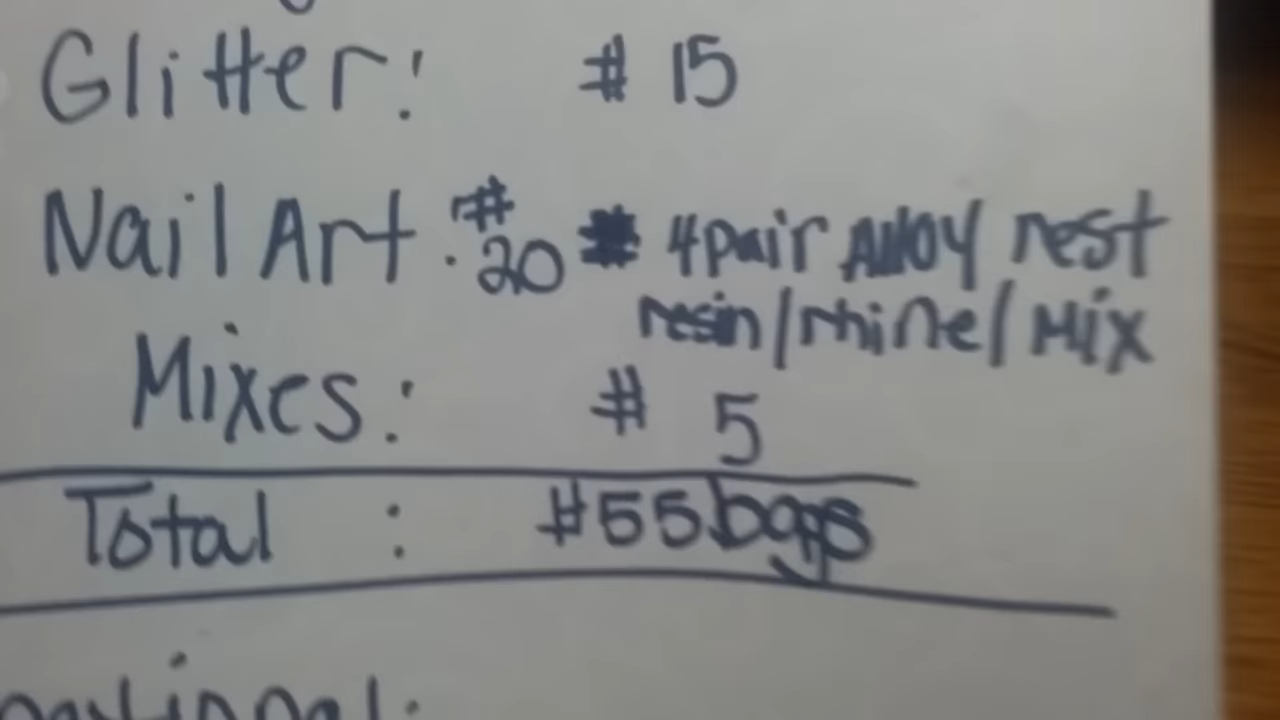 Glitter: # 15
Nail Art: #20 # 4 pair Alloy rest
resin/rhine/Mix
Mixes: # 5
Total : #55 bags